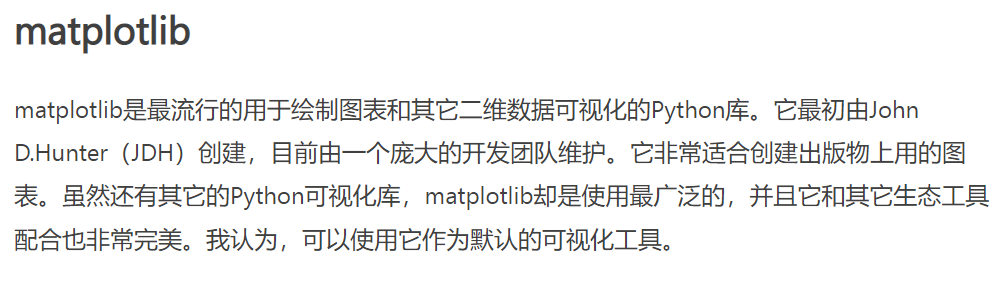 matplotlib
matplotlib是最流行的用于绘制图表和其它二维数据可视化的Python库。它最初由John
D.Hunter（JDH）创建，目前由一个庞大的开发团队维护。它非常适合创建出版物上用的图
表。虽然还有其它的Python可视化库，matplotlib却是使用最广泛的，并且它和其它生态工具
配合也非常完美。我认为，可以使用它作为默认的可视化工具。